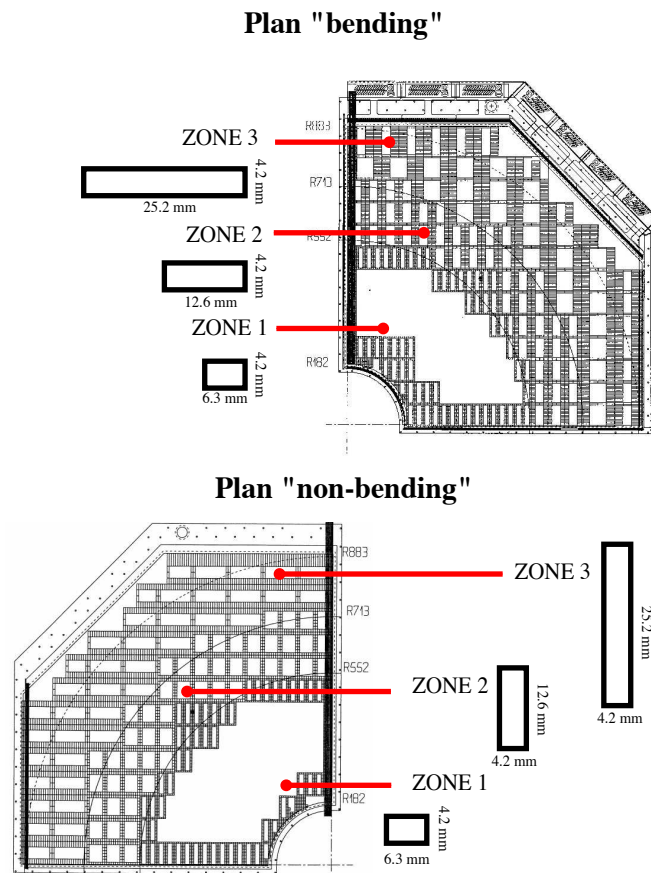 Plan "bending"
R883
ZONE 3
4.2 mm
25.2 mm
R713
ZONE 2
R552
4.2 mm
12.6 mm
ZONE 1
R182
4.2 mm
6.3 mm
Plan "non-bending"
R883
ZONE 3
25.2 mm
4.2 mm
R713
R552
ZONE 2
12.6 mm
4.2 mm
ZONE 1
R182
4.2 mm
6.3 mm